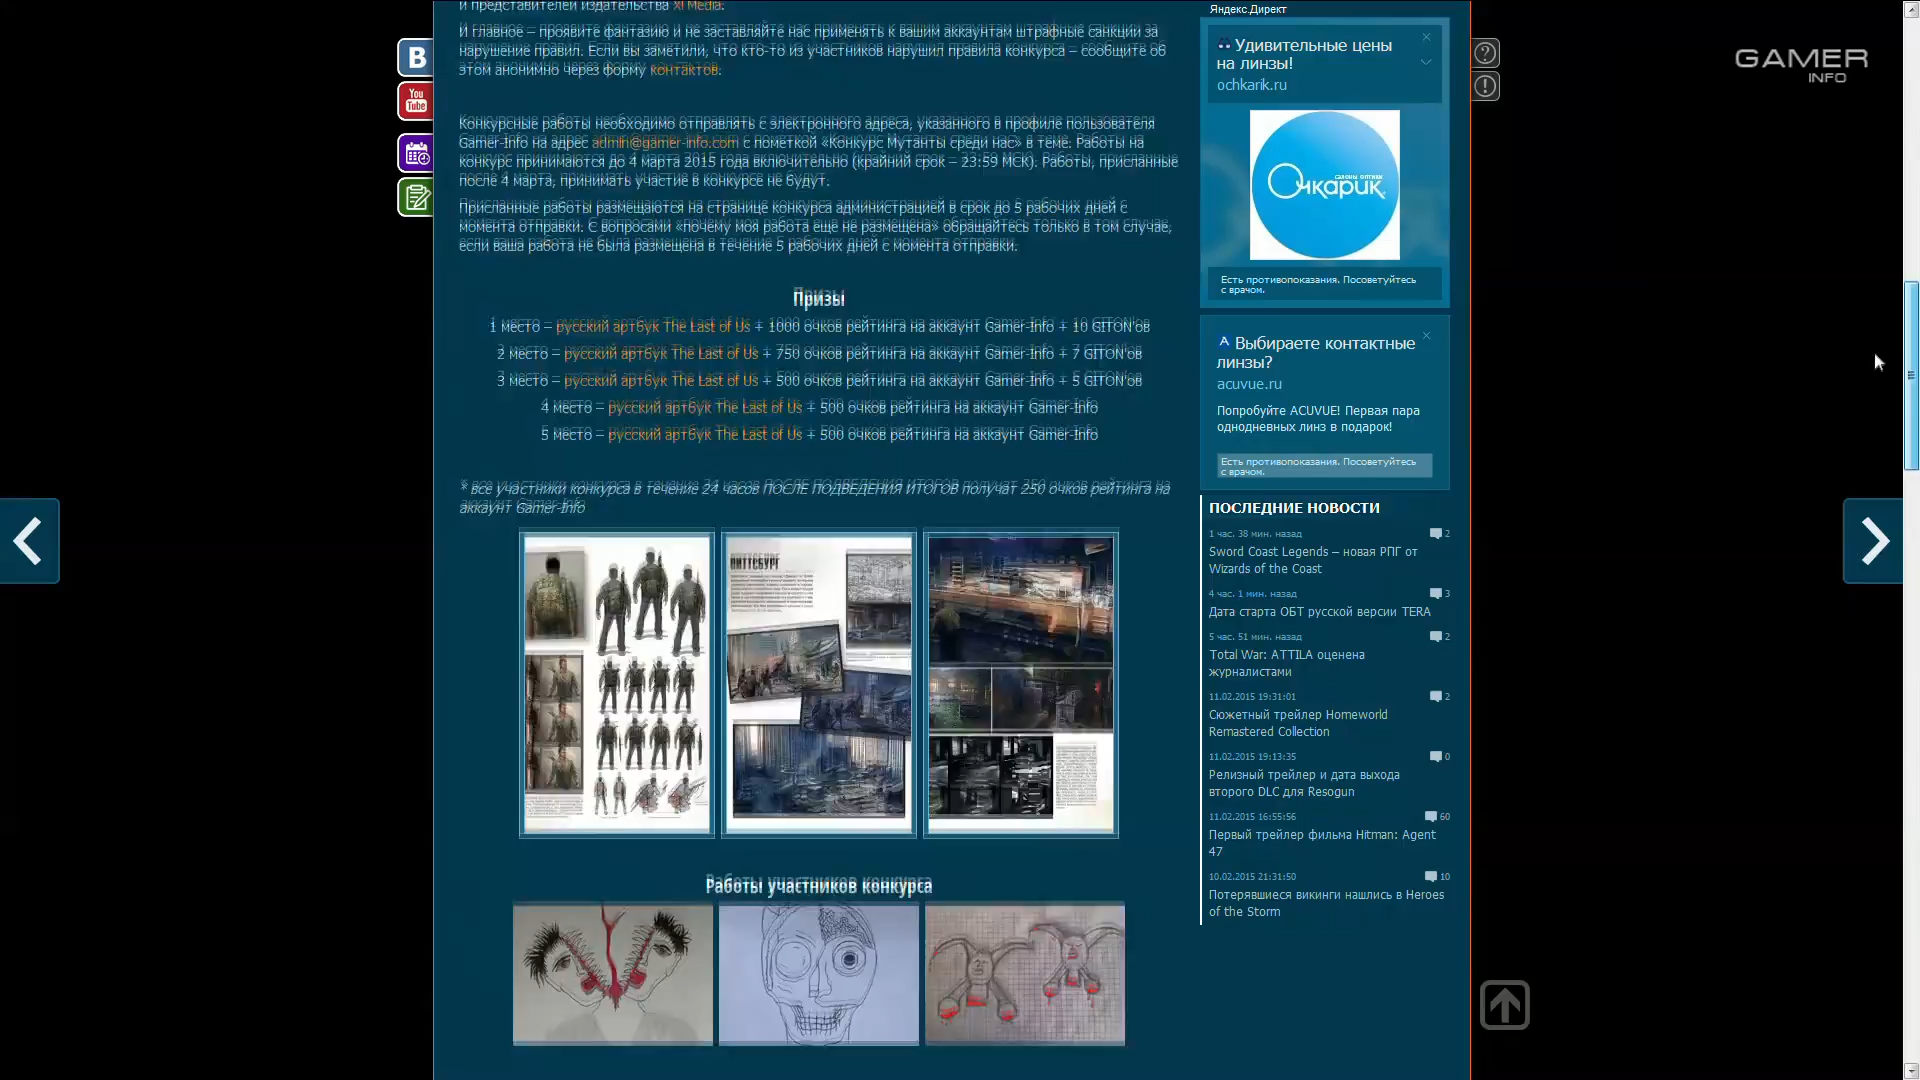 и представителей издательства XI Media.
И главное – проявите фантазию и не заставляйте нас применять к вашим аккаунтам штрафные санкции за
нарушение правил. Если вы заметили, что кто-то из участников нарушил правила конкурса – сообщите об
этом анонимно через форму контактов.
Конкурсные работы необходимо отправлять с электронного адреса, указанного в профиле пользователя
Gamer-Info на адрес admin@gamer-info.com с пометкой «Конкурс Мутанты среди нас» в теме. Работы на
конкурс принимаются до 4 марта 2015 года включительно (крайний срок – 23:59 МСК). Работы, присланные
после 4 марта, принимать участие в конкурсе не будут.
Присланные работы размещаются на странице конкурса администрацией в срок до 5 рабочих дней с
момента отправки. С вопросами «почему моя работа еще не размещена» обращайтесь только в том случае,
если ваша работа не была размещена в течение 5 рабочих дней с момента отправки.
Призы
1 место – русский артбук The Last of Us + 1000 очков рейтинга на аккаунт Gamer-Info + 10 GITON'ов
2 место – русский артбук The Last of Us + 750 очков рейтинга на аккаунт Gamer-Info + 7 GITON'ов
3 место – русский артбук The Last of Us + 500 очков рейтинга на аккаунт Gamer-Info + 5 GITON'ов
4 место – русский артбук The Last of Us + 500 очков рейтинга на аккаунт Gamer-Info
5 место – русский артбук The Last of Us + 500 очков рейтинга на аккаунт Gamer-Info
* все участники конкурса в течение 24 часов ПОСЛЕ ПОДВЕДЕНИЯ ИТОГОВ получат 250 очков рейтинга на
аккаунт Gamer-Info
ПИТТСБУРГ
Работы участников конкурса
B
You
Tube
Яндекс.Директ
Удивительные цены
на линзы!
ochkarik.ru
салоны оптики
Очкарик
Есть противопоказания. Посоветуйтесь
с врачом.
Выбираете контактные
линзы?
acuvue.ru
Попробуйте ACUVUE! Первая пара
однодневных линз в подарок!
Есть противопоказания. Посоветуйтесь
с врачом.
ПОСЛЕДНИЕ НОВОСТИ
1 час. 38 мин. назад 2
Sword Coast Legends – новая РПГ от
Wizards of the Coast
4 час. 1 мин. назад 3
Дата старта ОБТ русской версии TERA
5 час. 51 мин. назад 2
Total War: ATTILA оценена
журналистами
11.02.2015 19:31:01 2
Сюжетный трейлер Homeworld
Remastered Collection
11.02.2015 19:13:35 0
Релизный трейлер и дата выхода
второго DLC для Resogun
11.02.2015 16:55:56 60
Первый трейлер фильма Hitman: Agent
47
10.02.2015 21:31:50 10
Потерявшиеся викинги нашлись в Heroes
of the Storm
GAMER
INFO